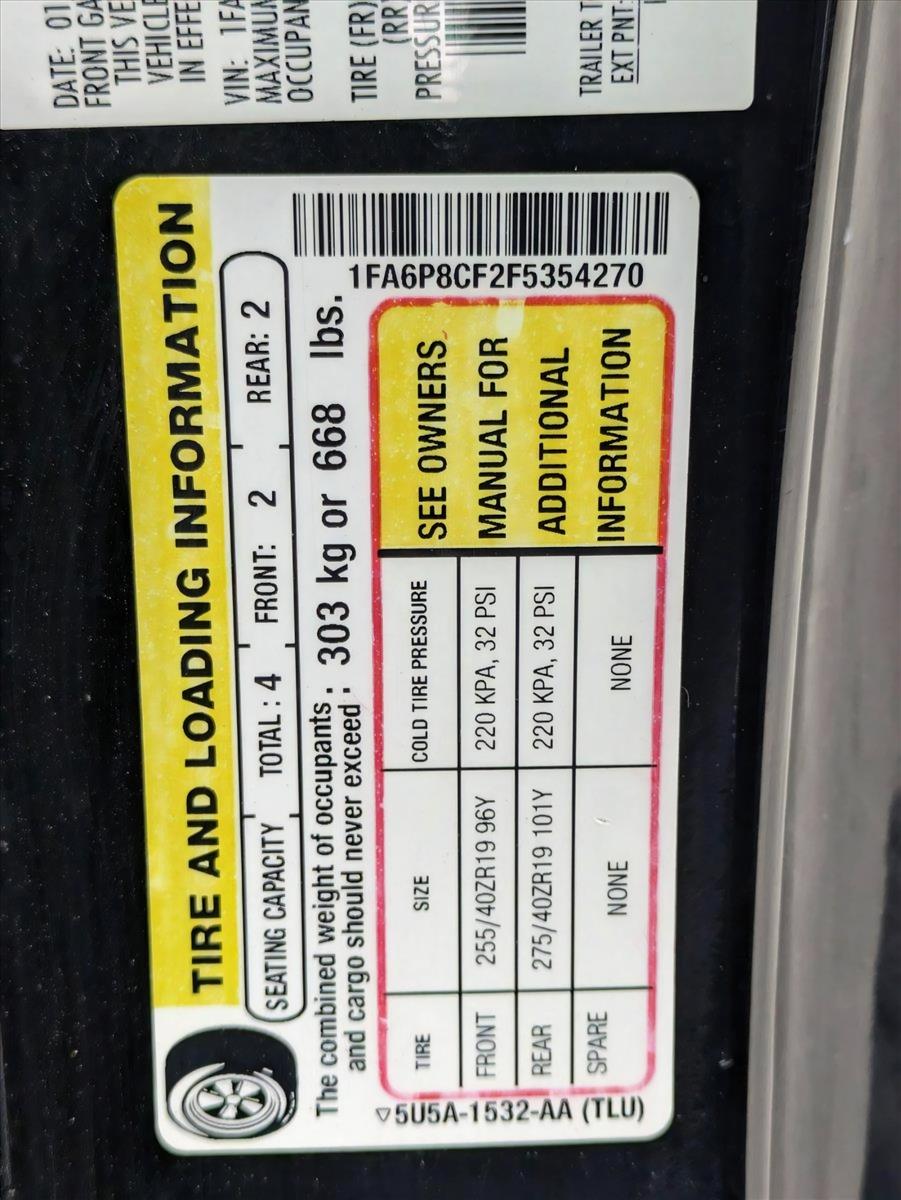 DATE: 01
FRONT GA
THIS VE
VEHICLE
IN EFFE
VIN: 1FA
MAXIMUM
OCCUPAN
TIRE (FR)
(RR)
PRESSUR
TRAILER T
EXT PNT:
TIRE AND LOADING INFORMATION
SEATING CAPACITY TOTAL : 4 FRONT: 2 REAR: 2
The combined weight of occupants : 303 kg or 668 lbs.
and cargo should never exceed :
1FA6P8CF2F5354270
TIRE SIZE COLD TIRE PRESSURE SEE OWNERS
FRONT 255/40ZR19 96Y 220 KPA, 32 PSI MANUAL FOR
REAR 275/40ZR19 101Y 220 KPA, 32 PSI ADDITIONAL
SPARE NONE NONE INFORMATION
▽5U5A-1532-AA (TLU)